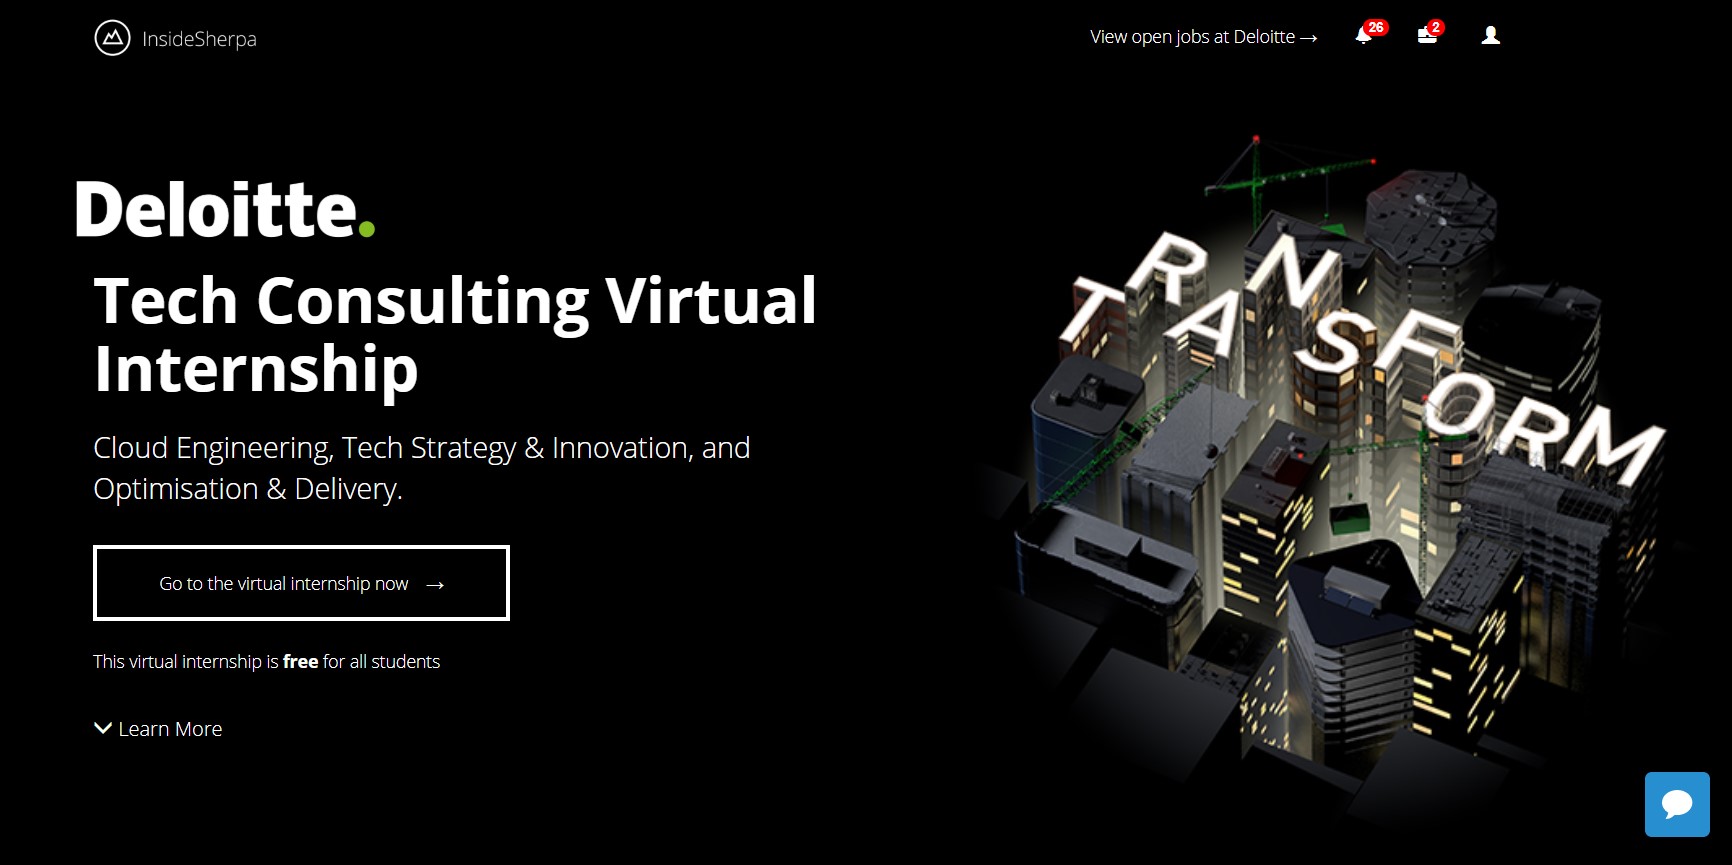 InsideSherpa
View open jobs at Deloitte →
26
2
Deloitte.
Tech Consulting Virtual
Internship
Cloud Engineering, Tech Strategy & Innovation, and
Optimisation & Delivery.
Go to the virtual internship now →
This virtual internship is free for all students
Learn More
TRANSFORM